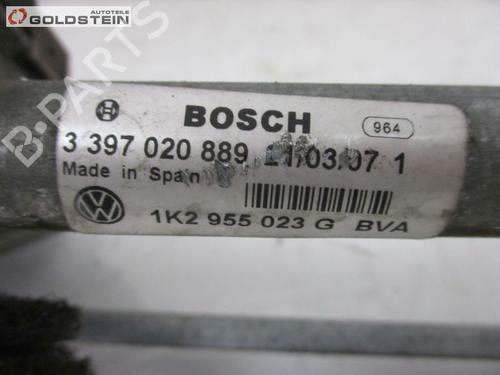 AUTOTEILE
GOLDSTEIN
B-PARTS
BOSCH
964
3 397 020 889 21.03.07 1
Made in Spain
1K2 955 023 G BVA